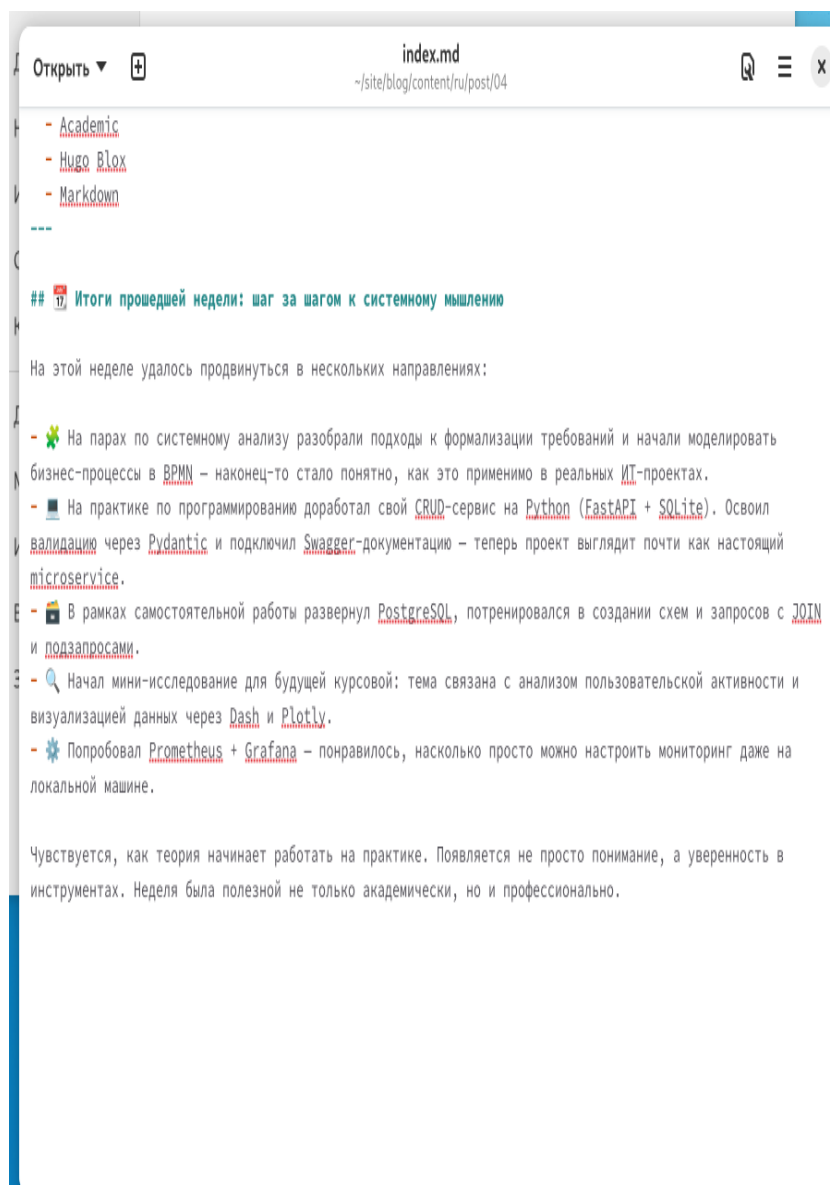 Открыть ▼
index.md
~/site/blog/content/ru/post/04
- Academic
- Hugo Blox
- Markdown
---
## 📆 Итоги прошедшей недели: шаг за шагом к системному мышлению
На этой неделе удалось продвинуться в нескольких направлениях:
- 🧩 На парах по системному анализу разобрали подходы к формализации требований и начали моделировать
бизнес-процессы в BPMN — наконец-то стало понятно, как это применимо в реальных ИТ-проектах.
- 💻 На практике по программированию доработал свой CRUD-сервис на Python (FastAPI + SQLite). Освоил
валидацию через Pydantic и подключил Swagger-документацию — теперь проект выглядит почти как настоящий
microservice.
- 🗃️ В рамках самостоятельной работы развернул PostgreSQL, потренировался в создании схем и запросов с JOIN
и подзапросами.
- 🔍 Начал мини-исследование для будущей курсовой: тема связана с анализом пользовательской активности и
визуализацией данных через Dash и Plotly.
- ⚙️ Попробовал Prometheus + Grafana — понравилось, насколько просто можно настроить мониторинг даже на
локальной машине.
Чувствуется, как теория начинает работать на практике. Появляется не просто понимание, а уверенность в
инструментах. Неделя была полезной не только академически, но и профессионально.